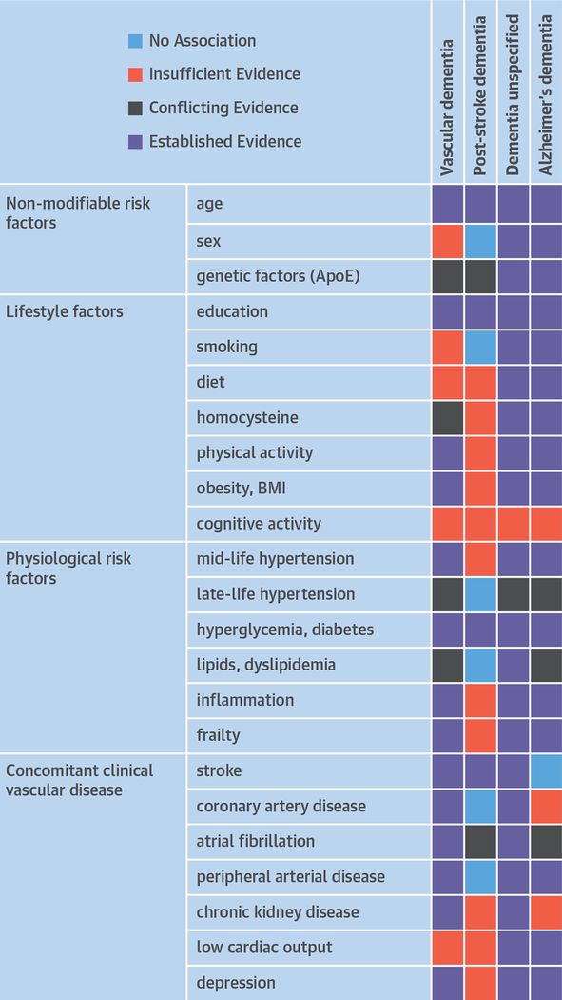 No Association
Insufficient Evidence
Conflicting Evidence
Established Evidence
Vascular dementia
Post-stroke dementia
Dementia unspecified
Alzheimer's dementia
Non-modifiable risk
factors
age
sex
genetic factors (ApoE)
Lifestyle factors
education
smoking
diet
homocysteine
physical activity
obesity, BMI
cognitive activity
Physiological risk
factors
mid-life hypertension
late-life hypertension
hyperglycemia, diabetes
lipids, dyslipidemia
inflammation
frailty
Concomitant clinical
vascular disease
stroke
coronary artery disease
atrial fibrillation
peripheral arterial disease
chronic kidney disease
low cardiac output
depression